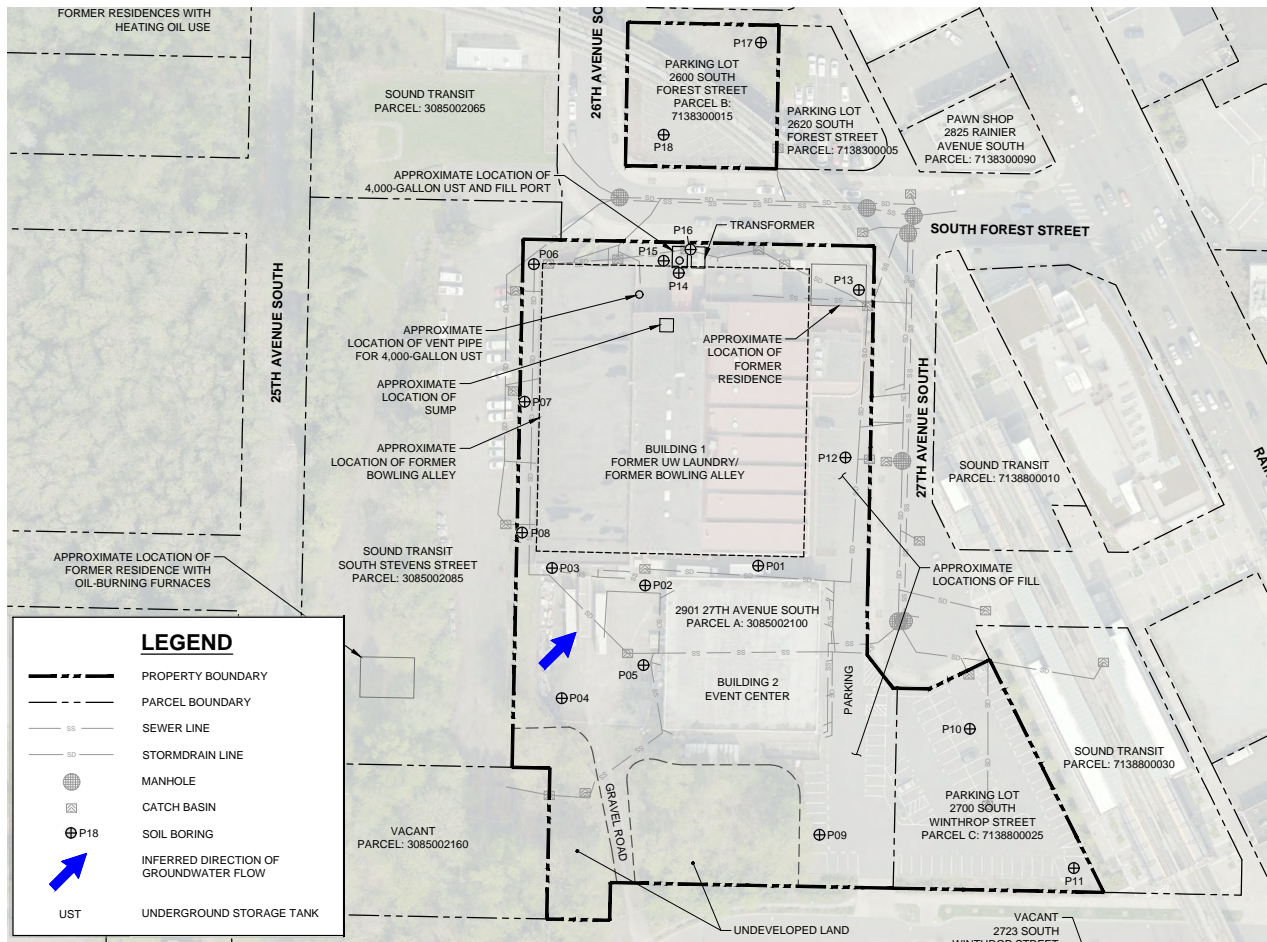 FORMER RESIDENCES WITH
HEATING OIL USE
SOUND TRANSIT
PARCEL: 3085002065
26TH AVENUE SO
P17
PARKING LOT
2600 SOUTH
FOREST STREET
PARCEL B:
7138300015
P18
PARKING LOT
2620 SOUTH
FOREST STREET
PARCEL: 7138300005
PAWN SHOP
2825 RAINIER
AVENUE SOUTH
PARCEL: 7138300090
APPROXIMATE LOCATION OF
4,000-GALLON UST AND FILL PORT
P16
TRANSFORMER
SOUTH FOREST STREET
P06
P15
P14
P13
25TH AVENUE SOUTH
APPROXIMATE
LOCATION OF VENT PIPE
FOR 4,000-GALLON UST
APPROXIMATE
LOCATION OF
SUMP
APPROXIMATE
LOCATION OF
FORMER
RESIDENCE
P07
APPROXIMATE
LOCATION OF FORMER
BOWLING ALLEY
BUILDING 1
FORMER UW LAUNDRY/
FORMER BOWLING ALLEY
P12
27TH AVENUE SOUTH
SOUND TRANSIT
PARCEL: 7138800010
RAI
P08
APPROXIMATE LOCATION OF
FORMER RESIDENCE WITH
OIL-BURNING FURNACES
SOUND TRANSIT
SOUTH STEVENS STREET
PARCEL: 3085002085
P03
P02
P01
APPROXIMATE
LOCATIONS OF FILL
2901 27TH AVENUE SOUTH
PARCEL A: 3085002100
P05
P04
BUILDING 2
EVENT CENTER
PARKING
P10
SOUND TRANSIT
PARCEL: 7138800030
PARKING LOT
2700 SOUTH
WINTHROP STREET
PARCEL C: 7138800025
P09
P11
GRAVEL ROAD
VACANT
PARCEL: 3085002160
UNDEVELOPED LAND
VACANT
2723 SOUTH
WINTHROP STREET
LEGEND
PROPERTY BOUNDARY
PARCEL BOUNDARY
SS SEWER LINE
SD STORMDRAIN LINE
MANHOLE
CATCH BASIN
P18 SOIL BORING
INFERRED DIRECTION OF
GROUNDWATER FLOW
UST UNDERGROUND STORAGE TANK